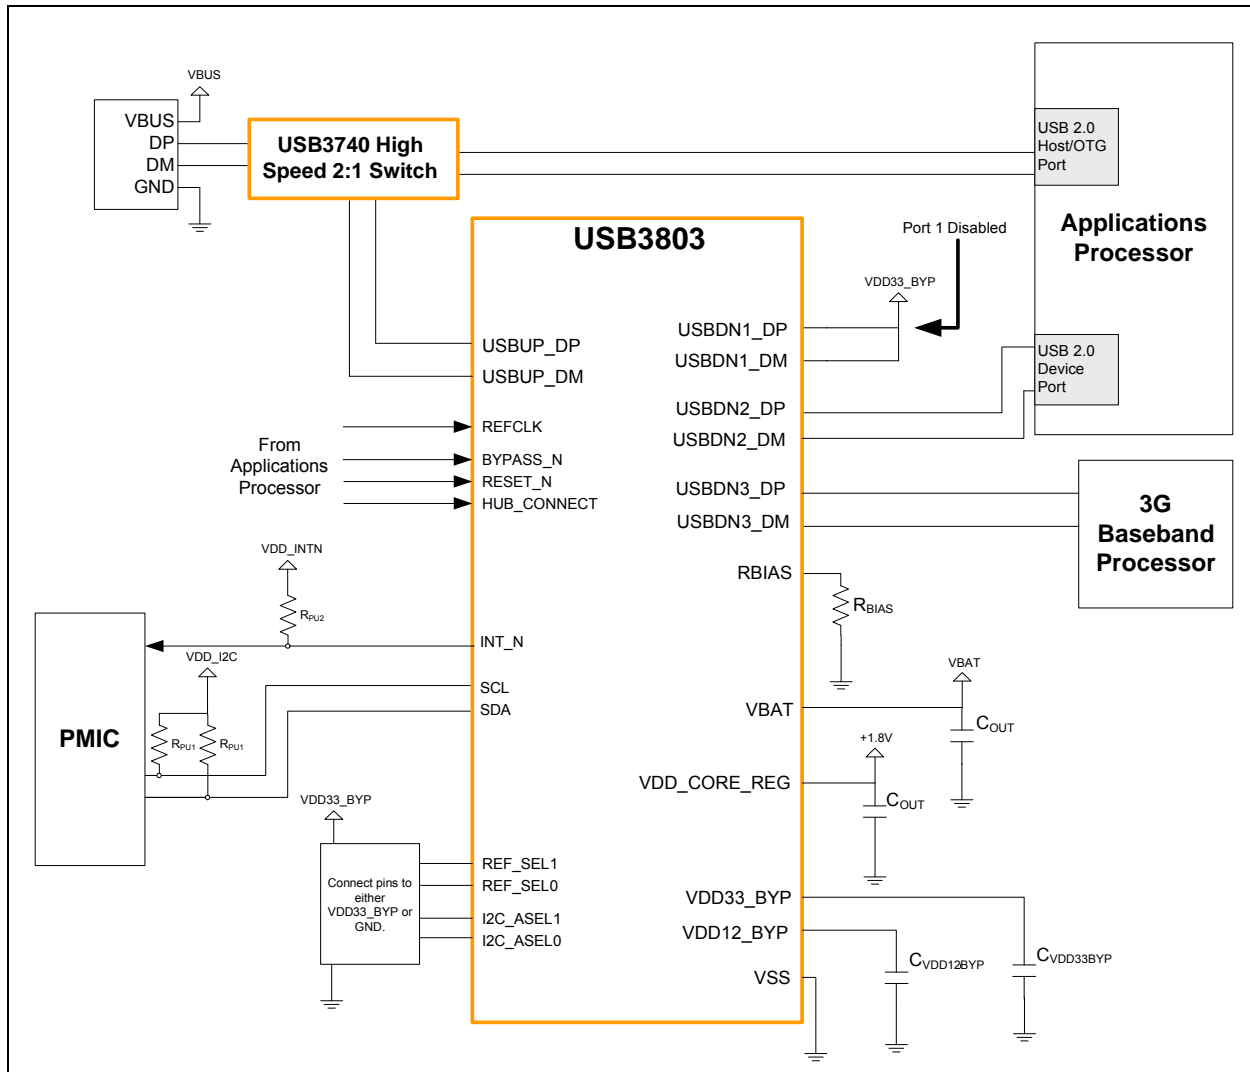 VBUS
VBUS
DP
DM
GND
USB3740 High
Speed 2:1 Switch
USB 2.0
Host/OTG
Port
Applications
Processor
USB 2.0
Device
Port
USB3803
Port 1 Disabled
VDD33_BYP
USBUP_DP
USBUP_DM
REFCLK
BYPASS_N
RESET_N
HUB_CONNECT
From
Applications
Processor
USBDN1_DP
USBDN1_DM
USBDN2_DP
USBDN2_DM
USBDN3_DP
USBDN3_DM
3G
Baseband
Processor
RBIAS
RBIAS
VDD_INTN
RPU2
INT_N
VDD_I2C
SCL
SDA
RPU1
RPU1
PMIC
VBAT
VBAT
COUT
+1.8V
VDD_CORE_REG
COUT
VDD33_BYP
Connect pins to
either
VDD33_BYP or
GND.
REF_SEL1
REF_SEL0
I2C_ASEL1
I2C_ASEL0
VDD33_BYP
VDD12_BYP
VSS
CVDD12BYP
CVDD33BYP